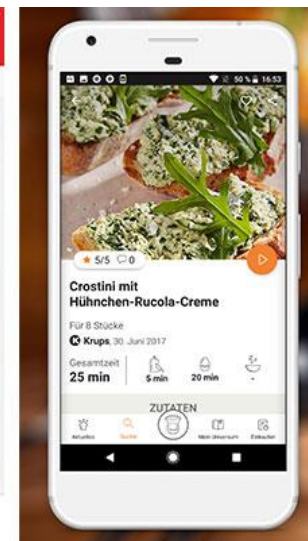 50 % 16:53
5/5 0
Crostini mit
Hühnchen-Rucola-Creme
Für 8 Stücke
Krups, 30. Juni 2017
Gesamtzeit
25 min 5 min 20 min -
ZUTATEN
Aktuelles Suche Mein Universum Einkaufen